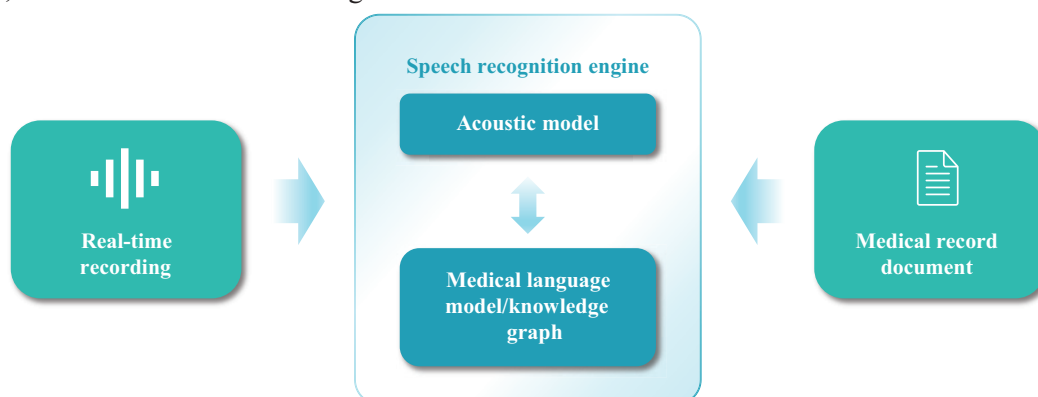 Speech recognition engine
Acoustic model
Real-time
recording
Medical language
model/knowledge
graph
Medical record
document